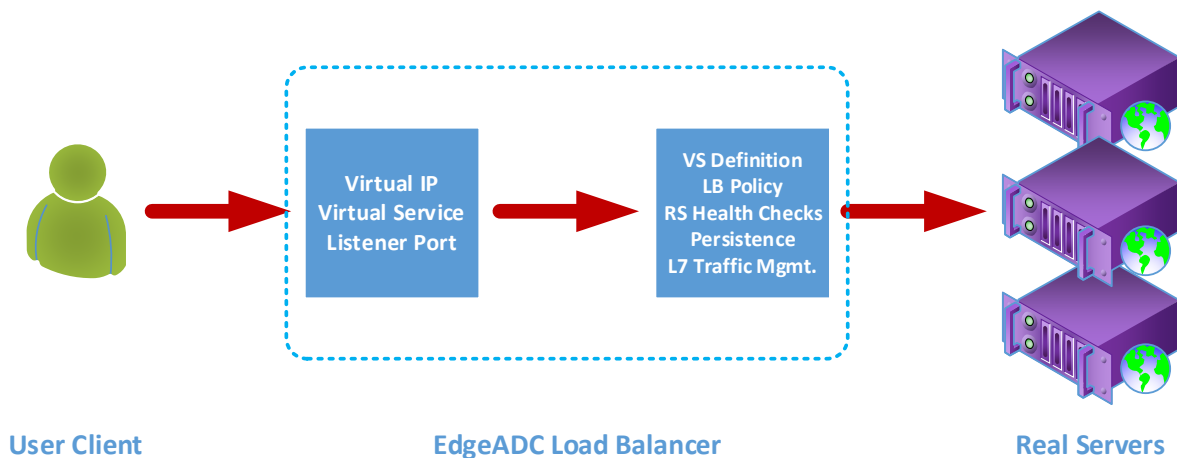 Virtual IP
Virtual Service
Listener Port
VS Definition
LB Policy
RS Health Checks
Persistence
L7 Traffic Mgmt.
User Client
EdgeADC Load Balancer
Real Servers